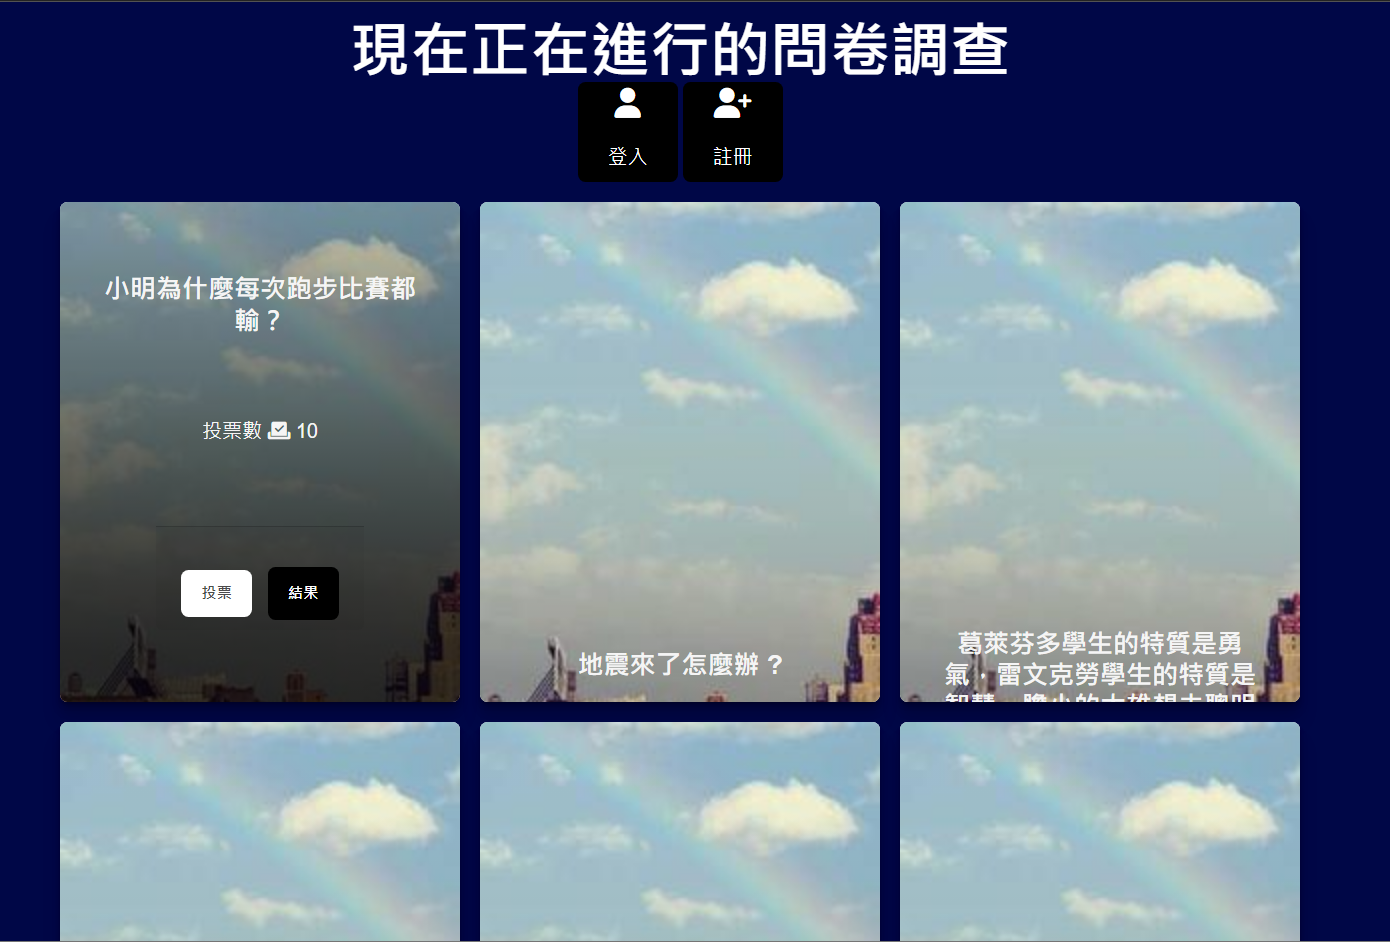 現在正在進行的問卷調查
登入
註冊
小明為什麼每次跑步比賽都
輸？
投票數 10
投票
結果
地震來了怎麼辦？
葛萊芬多學生的特質是勇
氣，雷文克勞學生的特質是